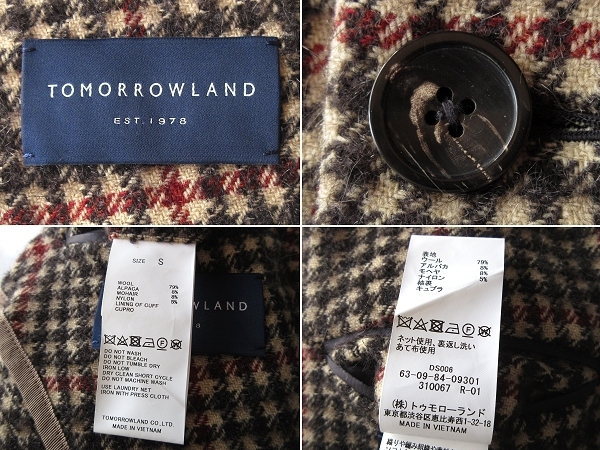 TOMORROWLAND
EST. 1978
SIZE S
WOOL 79%
ALPACA 8%
MOHAIR 8%
NYLON 5%
LINING OF CUFF
CUPRO
DO NOT WASH
DO NOT BLEACH
DO NOT TUMBLE DRY
IRON LOW
DRY CLEAN SHORT CYCLE
DO NOT MACHINE WASH
USE LAUNDRY NET
IRON WITH PRESS CLOTH
TOMORROWLAND CO.,LTD.
MADE IN VIETNAM
表地
ウール 79%
アルパカ 8%
モヘヤ 8%
ナイロン 5%
袖裏
キュプラ
ネット使用、裏返し洗い
あて布使用
DS006
63-09-84-09301
310067 R-01
(株)トゥモローランド
東京都渋谷区恵比寿西1-32-18
MADE IN VIETNAM